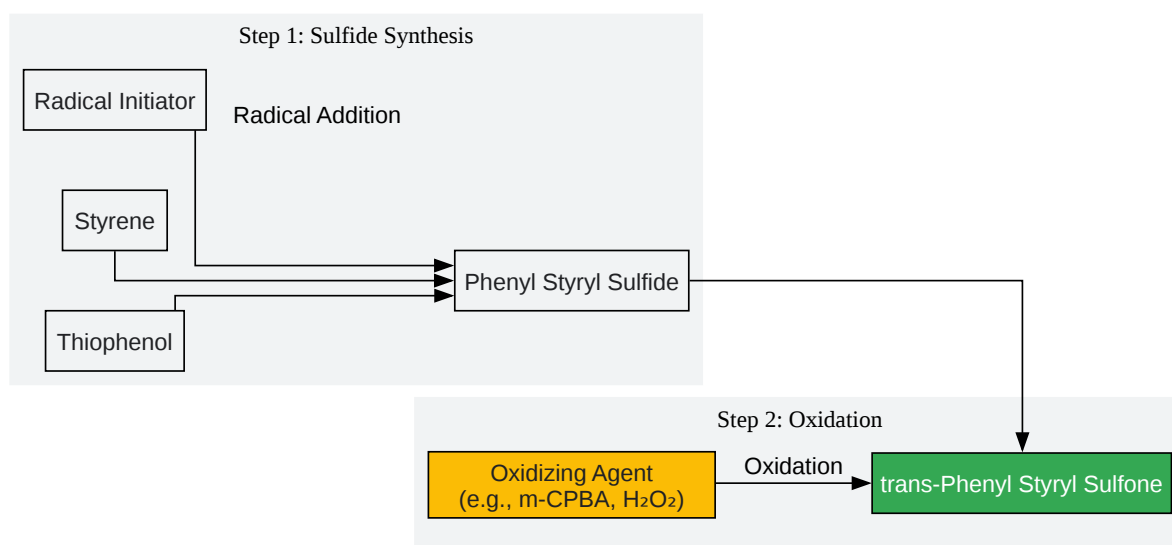 Step 1: Sulfide Synthesis
Radical Initiator
Radical Addition
Styrene
Phenyl Styryl Sulfide
Thiophenol
Step 2: Oxidation
Oxidizing Agent
(e.g., m-CPBA, H₂O₂)
Oxidation
trans-Phenyl Styryl Sulfone